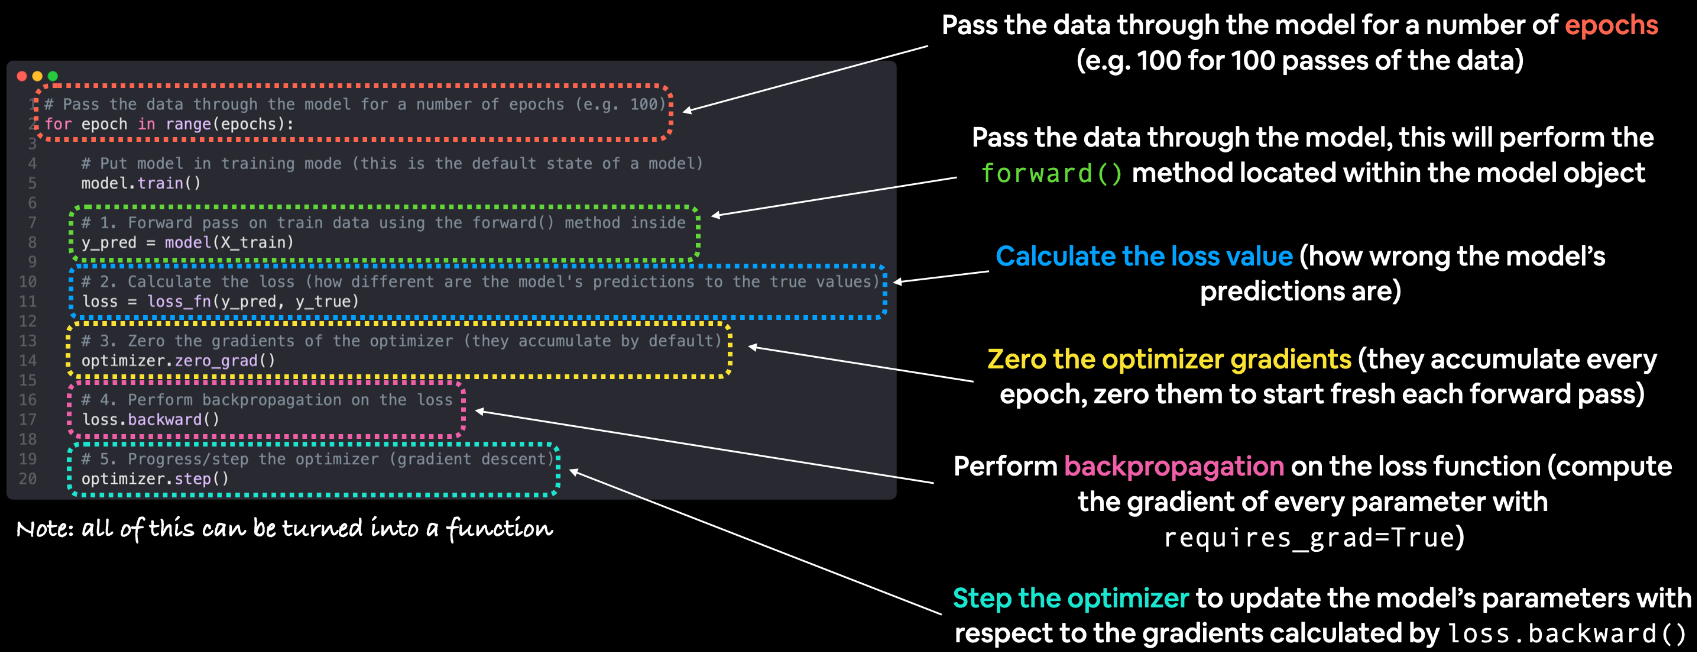 1 # Pass the data through the model for a number of epochs (e.g. 100)
2 for epoch in range(epochs):
3
4 # Put model in training mode (this is the default state of a model)
5 model.train()
6
7 # 1. Forward pass on train data using the forward() method inside
8 y_pred = model(X_train)
9
10 # 2. Calculate the loss (how different are the model's predictions to the true values)
11 loss = loss_fn(y_pred, y_true)
12
13 # 3. Zero the gradients of the optimizer (they accumulate by default)
14 optimizer.zero_grad()
15
16 # 4. Perform backpropagation on the loss
17 loss.backward()
18
19 # 5. Progress/step the optimizer (gradient descent)
20 optimizer.step()
Note: all of this can be turned into a function
Pass the data through the model for a number of epochs
(e.g. 100 for 100 passes of the data)
Pass the data through the model, this will perform the
forward() method located within the model object
Calculate the loss value (how wrong the model's
predictions are)
Zero the optimizer gradients (they accumulate every
epoch, zero them to start fresh each forward pass)
Perform backpropagation on the loss function (compute
the gradient of every parameter with
requires_grad=True)
Step the optimizer to update the model's parameters with
respect to the gradients calculated by loss.backward()